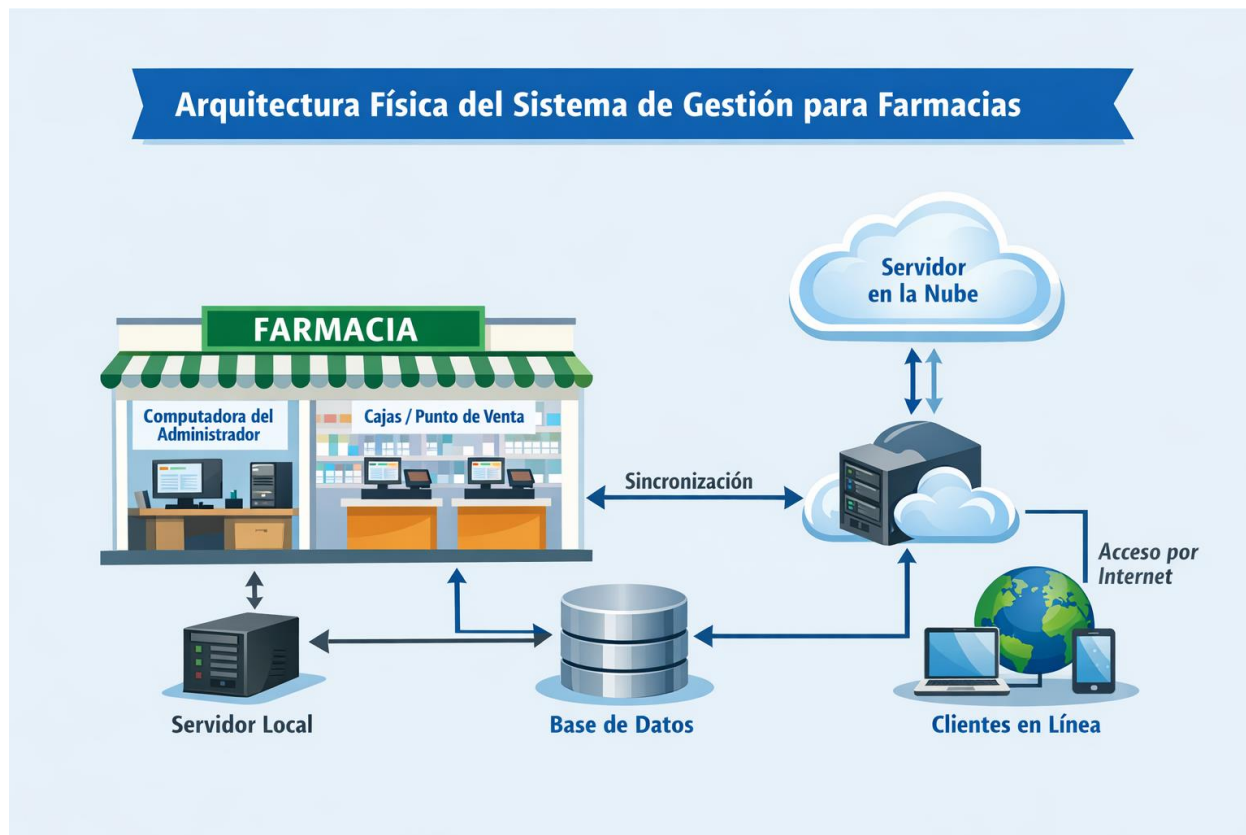 Arquitectura Física del Sistema de Gestión para Farmacias
Servidor
en la Nube
FARMACIA
Computadora del
Administrador
Cajas / Punto de Venta
Sincronización
Acceso por
Internet
Servidor Local
Base de Datos
Clientes en Línea